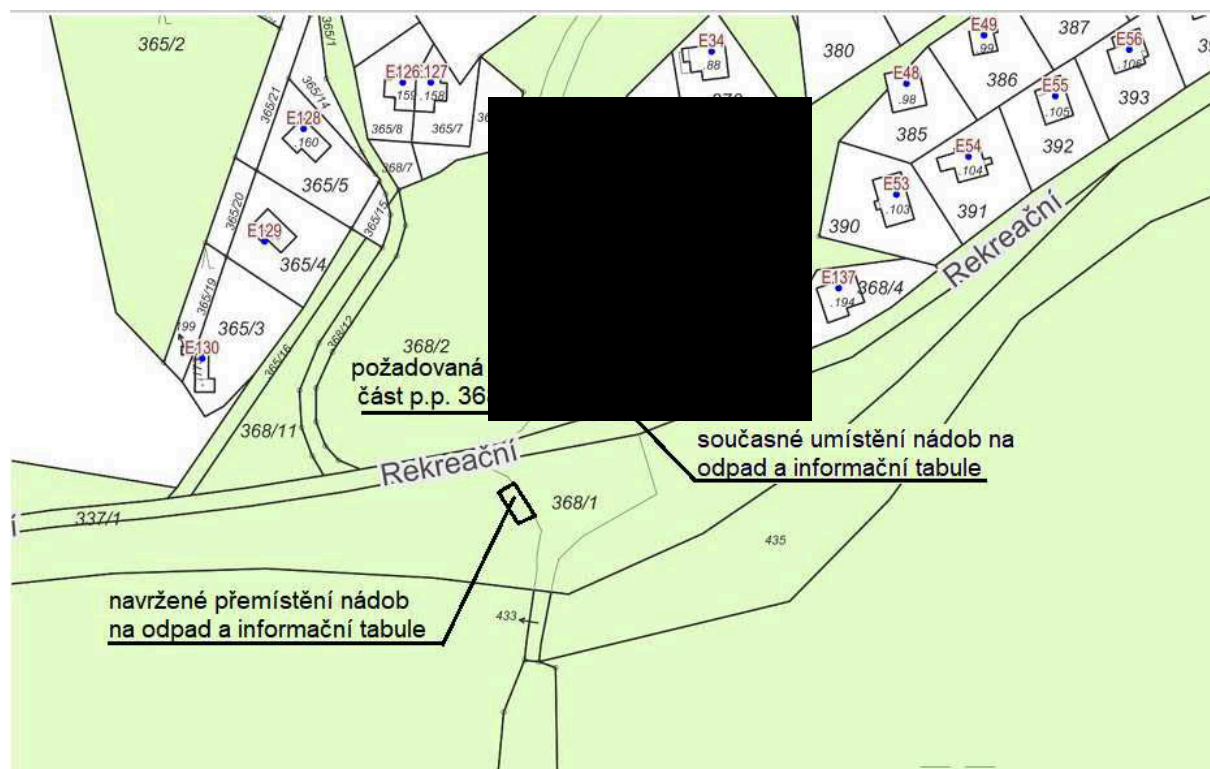 365/2
365/1
E34
.88
380
E49
.99
387
E56
.106
386
E48
.98
E55
.105
393
E126
.159
.127
.158
365/21
365/14
E128
.160
365/8
365/7
385
392
E54
.104
368/7
365/5
E53
.103
391
390
365/20
365/15
E129
365/4
Rekreační
E137
.194
368/4
365/19
199
365/3
E130
365/16
368/12
368/2
požadovaná
část p.p.
368/11
současné umístění nádob na
odpad a informační tabule
Rekreační
337/1
368/1
435
navržené přemístění nádob
na odpad a informační tabule
433